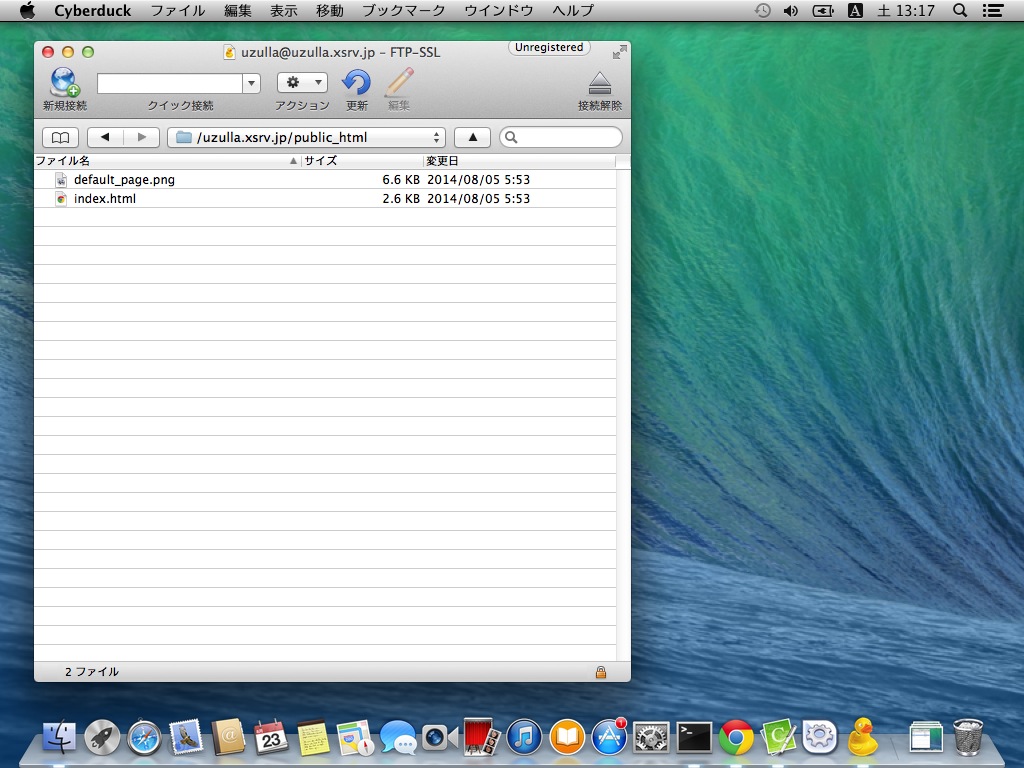 Cyberduck ファイル 編集 表示 移動 ブックマーク ウインドウ ヘルプ A 土 13:17
uzulla@uzulla.xsrv.jp – FTP-SSL Unregistered
新規接続 クイック接続 アクション 更新 編集 接続解除
/uzulla.xsrv.jp/public_html
ファイル名 サイズ 変更日
default_page.png 6.6 KB 2014/08/05 5:53
index.html 2.6 KB 2014/08/05 5:53
2 ファイル
23
1